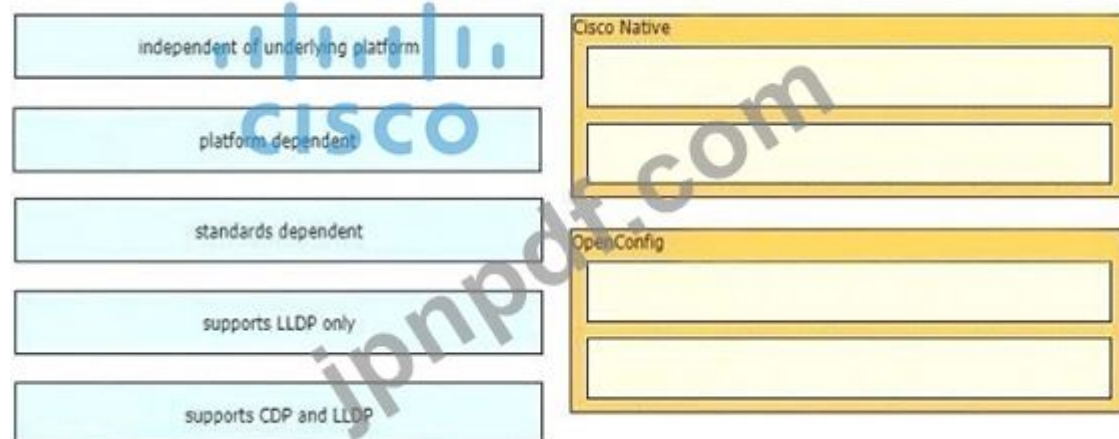 independent of underlying platform
platform dependent
standards dependent
supports LLDP only
supports CDP and LLDP
Cisco Native
OpenConfig
CISCO
jpnpdf.com